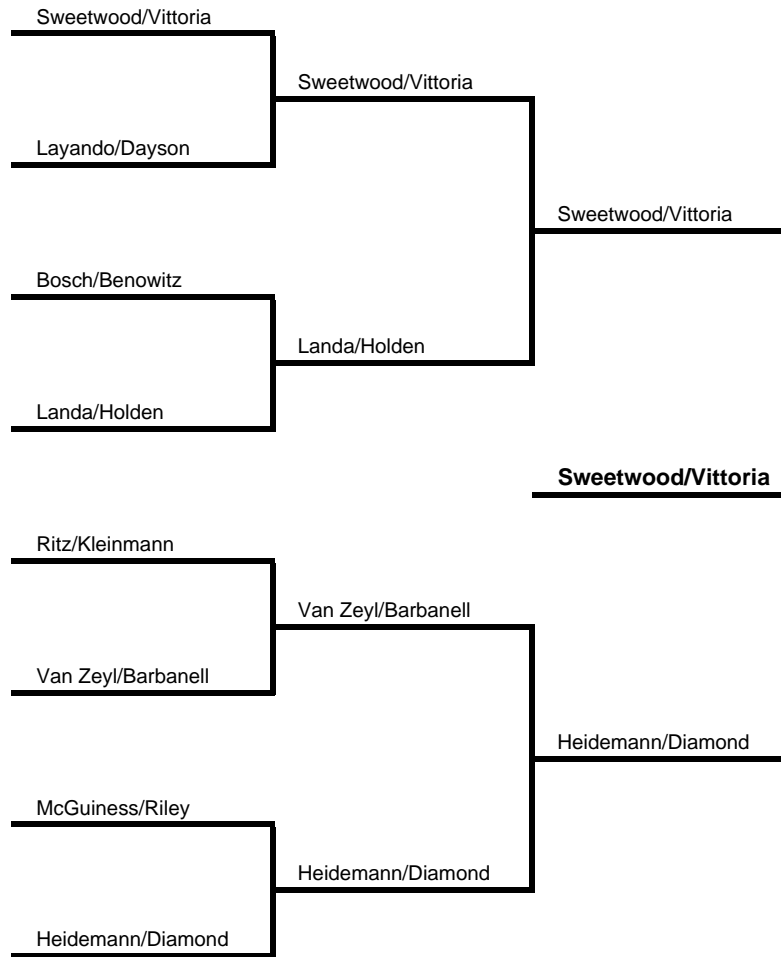 Sweetwood/Vittoria
Sweetwood/Vittoria
Layando/Dayson
Sweetwood/Vittoria
Bosch/Benowitz
Landa/Holden
Landa/Holden
Sweetwood/Vittoria
Ritz/Kleinmann
Van Zeyl/Barbanell
Van Zeyl/Barbanell
Heidemann/Diamond
McGuiness/Riley
Heidemann/Diamond
Heidemann/Diamond